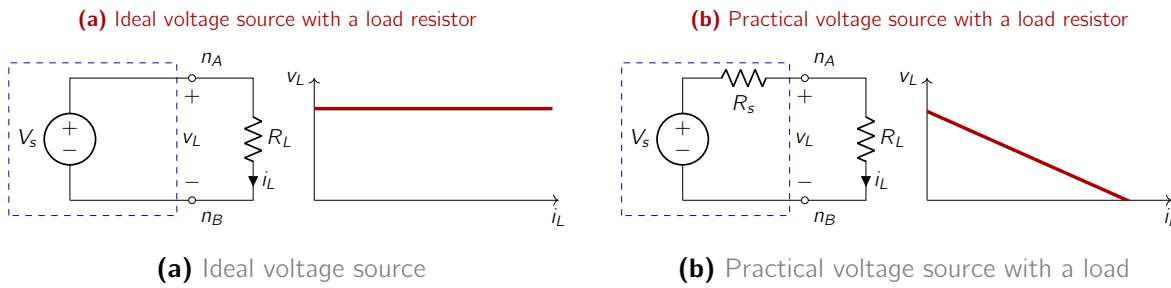 (a) Ideal voltage source with a load resistor
(b) Practical voltage source with a load resistor
n_A
+
V_s
+
−
v_L
R_L
−
i_L
n_B
v_L
i_L
n_A
R_s
+
V_s
+
−
v_L
R_L
−
i_L
n_B
v_L
i_L
(a) Ideal voltage source
(b) Practical voltage source with a load